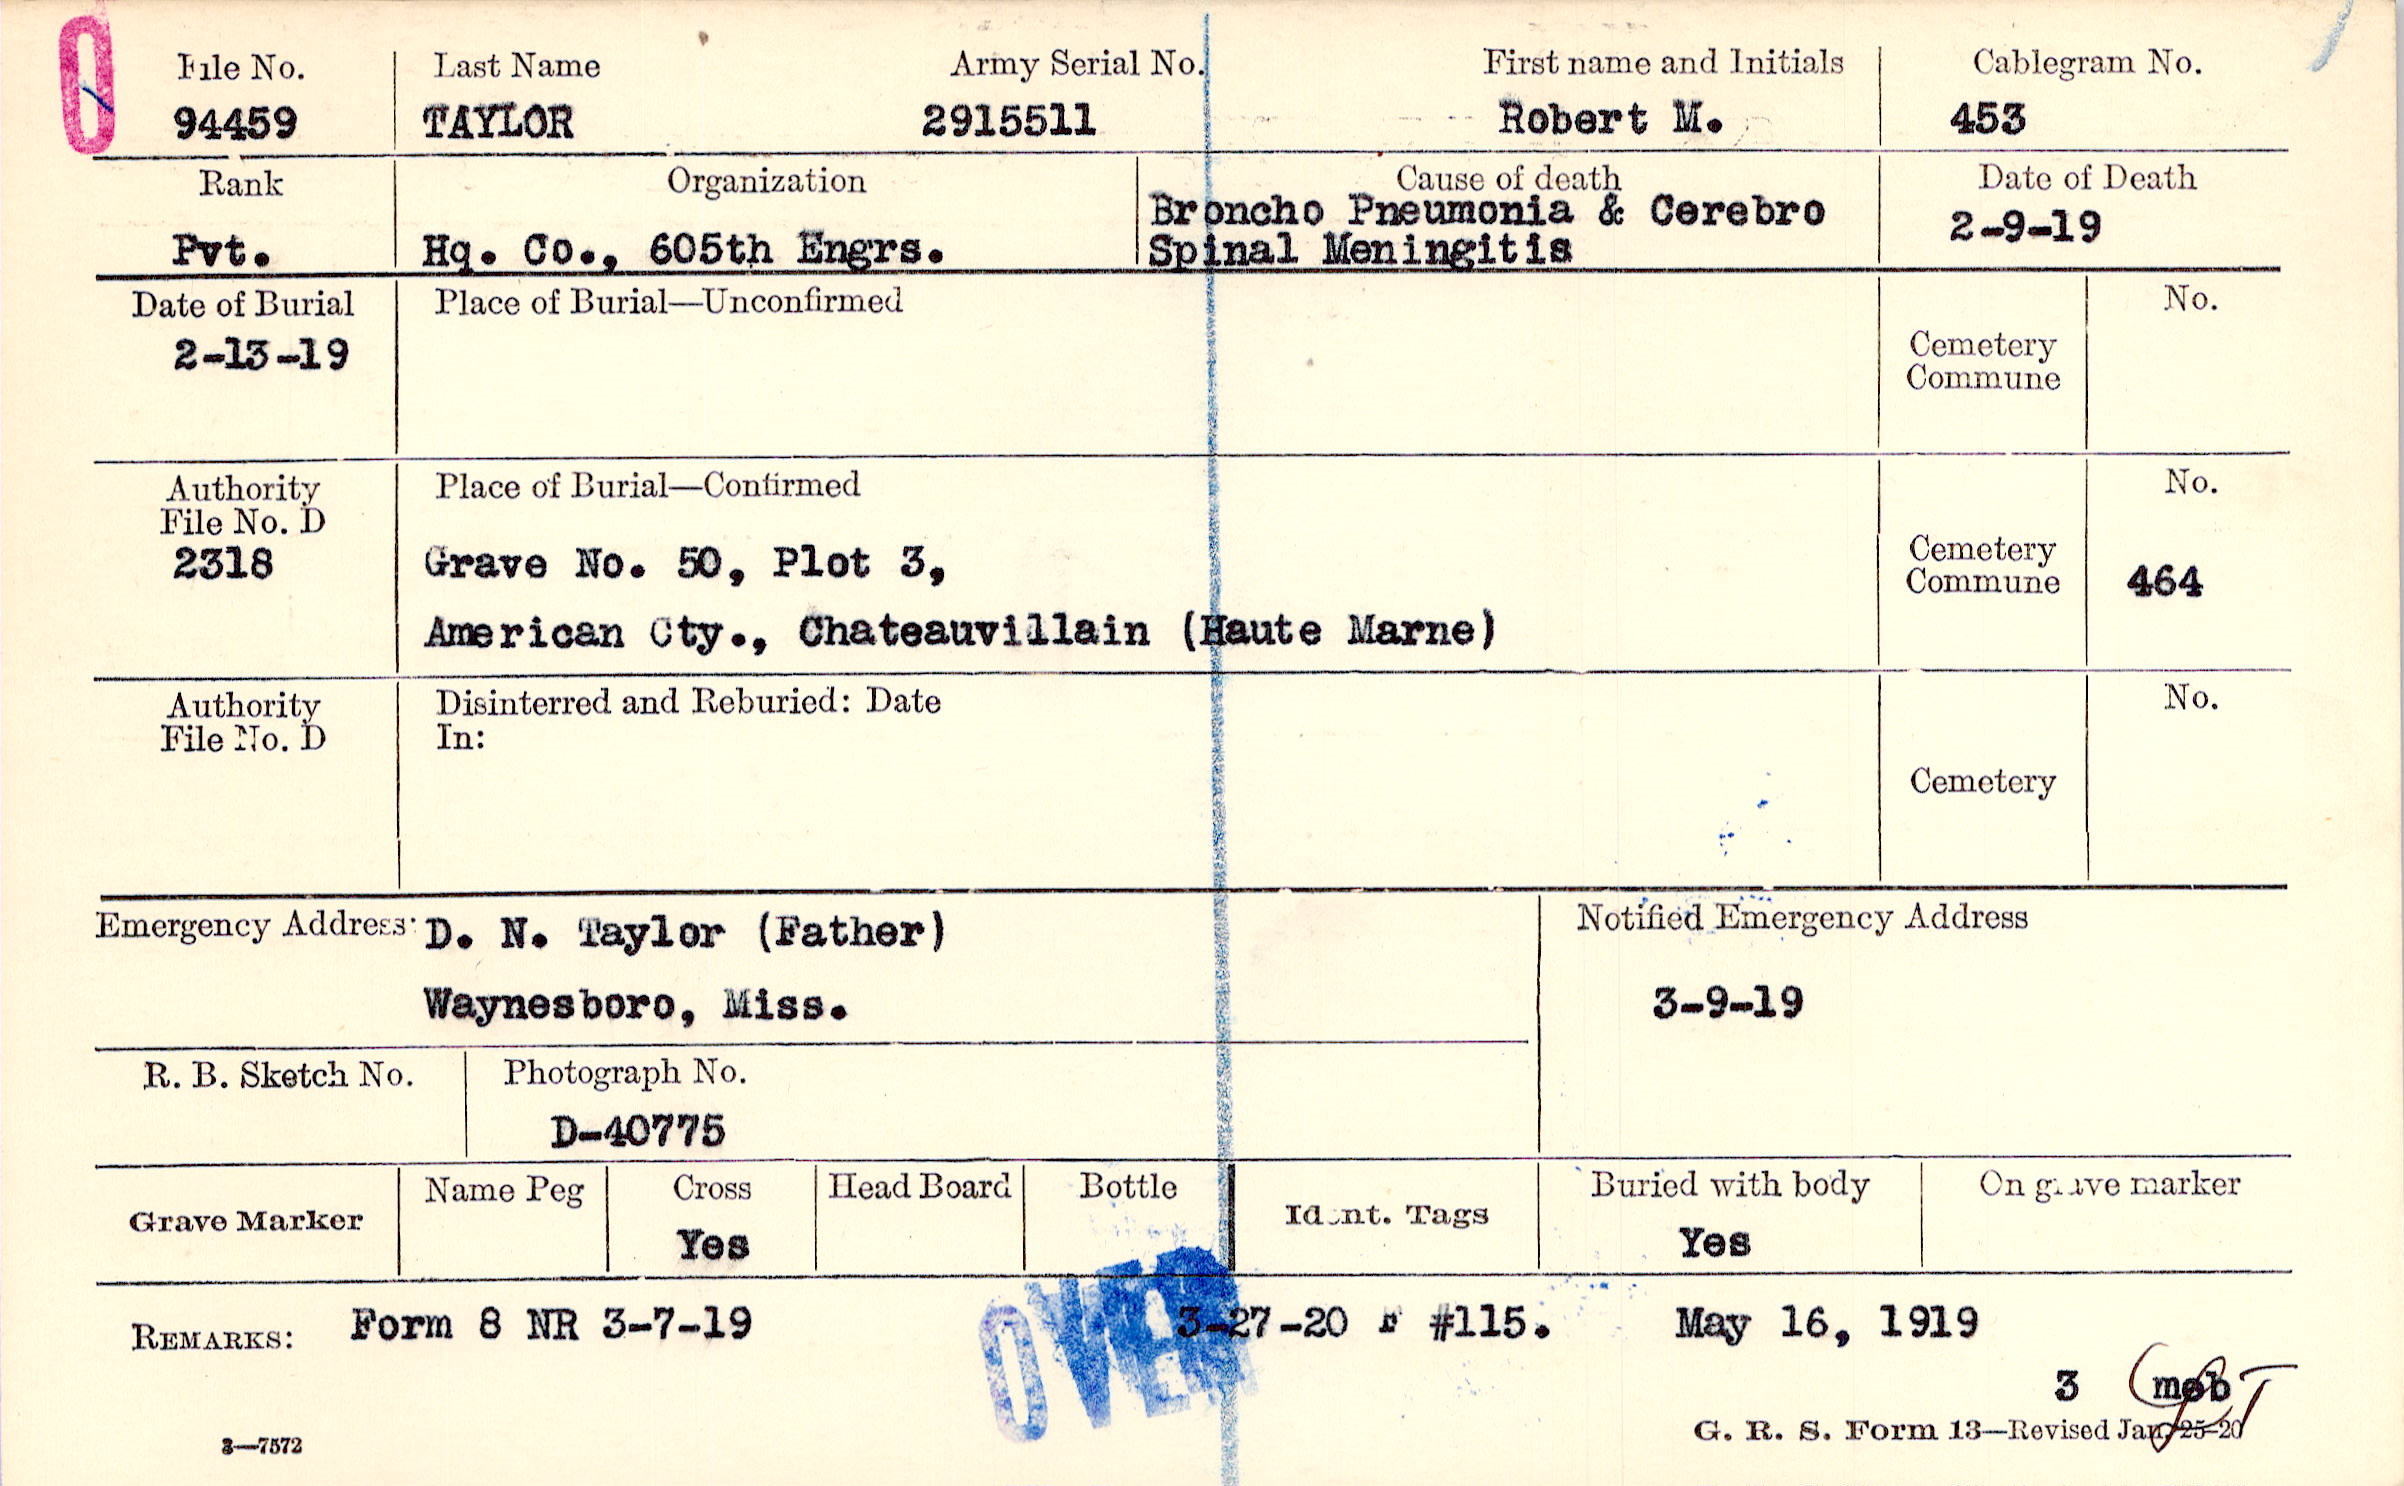 File No. Last Name Army Serial No. First name and Initials Cablegram No.
94459 TAYLOR 2915511 Robert M. 453
Rank Organization Cause of death Date of Death
Pvt. Hq. Co., 605th Engrs. Broncho Pneumonia & Cerebro 2-9-19
Spinal Meningitis
Date of Burial Place of Burial—Unconfirmed No.
2-13-19 Cemetery
Commune
Authority Place of Burial—Confirmed No.
File No. D
2318 Grave No. 50, Plot 3, Cemetery
Commune 464
American Cty., Chateauvillain (Haute Marne)
Authority Disinterred and Reburied: Date No.
File No. D In:
Cemetery
Emergency Address: D. N. Taylor (Father) Notified Emergency Address
Waynesboro, Miss. 3-9-19
R. B. Sketch No. Photograph No.
D-40775
Grave Marker Name Peg Cross Head Board Bottle Ident. Tags Buried with body On grave marker
Yes Yes
REMARKS: Form 8 NR 3-7-19 3-27-20 #115. May 16, 1919
OVER
3 meb
G. R. S. Form 13—Revised Jan. 25-20
3—7572